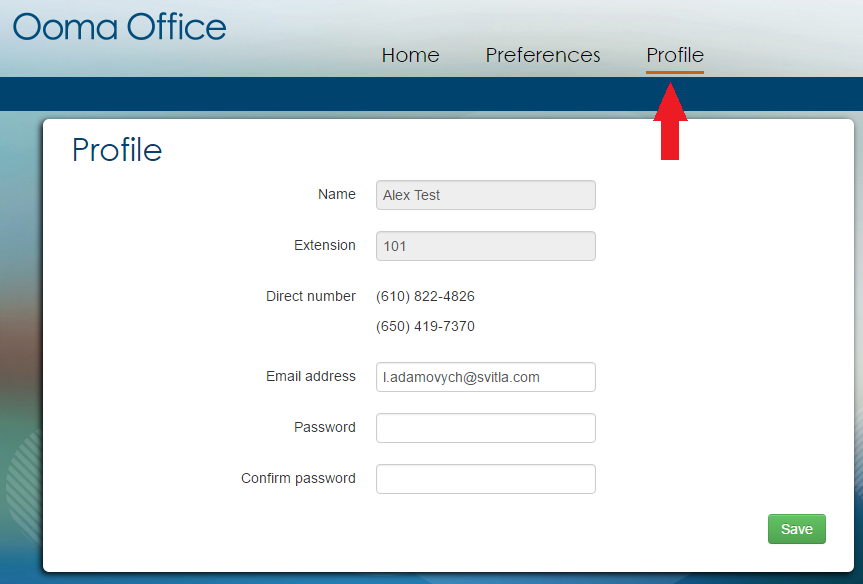 Ooma Office
Home Preferences Profile
Profile
Name Alex Test
Extension 101
Direct number (610) 822-4826
(650) 419-7370
Email address l.adamovych@svitla.com
Password
Confirm password
Save